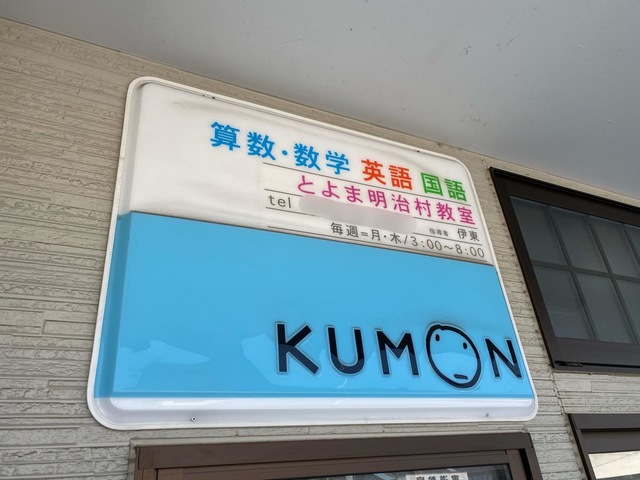 算数・数学 英語 国語
とよま明治村教室
tel
指導者 伊東
毎週=月・木/3:00〜8:00
KUMON